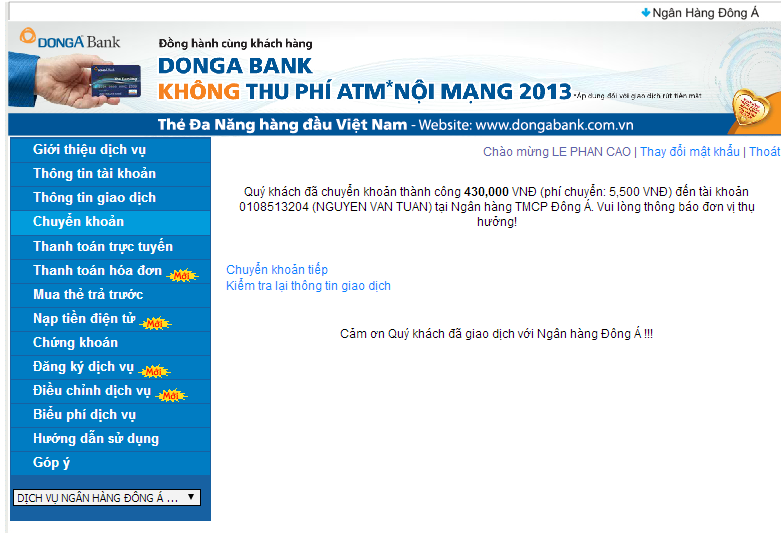 Ngân Hàng Đông Á
DONGA Bank
Đồng hành cùng khách hàng
DONGA BANK
KHÔNG THU PHÍ ATM*NỘI MẠNG 2013
*Áp dụng đối với giao dịch rút tiền mặt
Thẻ Đa Năng hàng đầu Việt Nam - Website: www.dongabank.com.vn
Chào mừng LE PHAN CAO | Thay đổi mật khẩu | Thoát
Giới thiệu dịch vụ
Thông tin tài khoản
Thông tin giao dịch
Chuyển khoản
Thanh toán trực tuyến
Thanh toán hóa đơn Mới
Mua thẻ trả trước
Nạp tiền điện tử Mới
Chứng khoán
Đăng ký dịch vụ Mới
Điều chỉnh dịch vụ Mới
Biểu phí dịch vụ
Hướng dẫn sử dụng
Góp ý
DỊCH VỤ NGÂN HÀNG ĐÔNG Á ...
Quý khách đã chuyển khoản thành công 430,000 VNĐ (phí chuyển: 5,500 VNĐ) đến tài khoản
0108513204 (NGUYEN VAN TUAN) tại Ngân hàng TMCP Đông Á. Vui lòng thông báo đơn vị thụ
hưởng!
Chuyển khoản tiếp
Kiểm tra lại thông tin giao dịch
Cảm ơn Quý khách đã giao dịch với Ngân hàng Đông Á !!!